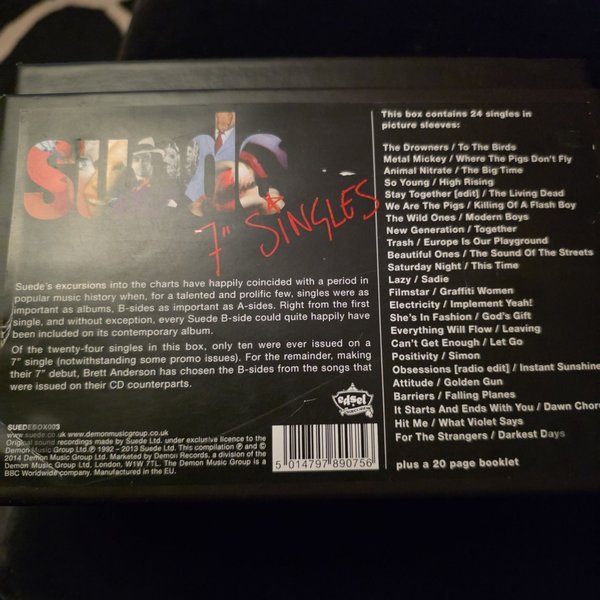 suede
7" SINGLES
Suede's excursions into the charts have happily coincided with a period in
popular music history when, for a talented and prolific few, singles were as
important as albums, B-sides as important as A-sides. Right from the first
single, and without exception, every Suede B-side could quite happily have
been included on its contemporary album.
Of the twenty-four singles in this box, only ten were ever issued on a
7" single (notwithstanding some promo issues). For the remainder, making
their 7" debut, Brett Anderson has chosen the B-sides from the songs that
were issued on their CD counterparts.
edsel
SUEDEBOX003
www.suede.co.uk www.demonmusicgroup.co.uk
Original sound recordings made by Suede Ltd. under exclusive licence to the
Demon Music Group Ltd. ℗ 1992 – 2013 Suede Ltd. This compilation ℗ and ©
2014 Demon Music Group Ltd. Marketed by Demon Records, a division of the
Demon Music Group Ltd, London, W1W 7TL. The Demon Music Group is a
BBC Worldwide company. Manufactured in the EU.
5 014797 890756
This box contains 24 singles in
picture sleeves:
The Drowners / To The Birds
Metal Mickey / Where The Pigs Don't Fly
Animal Nitrate / The Big Time
So Young / High Rising
Stay Together [edit] / The Living Dead
We Are The Pigs / Killing Of A Flash Boy
The Wild Ones / Modern Boys
New Generation / Together
Trash / Europe Is Our Playground
Beautiful Ones / The Sound Of The Streets
Saturday Night / This Time
Lazy / Sadie
Filmstar / Graffiti Women
Electricity / Implement Yeah!
She's In Fashion / God's Gift
Everything Will Flow / Leaving
Can't Get Enough / Let Go
Positivity / Simon
Obsessions [radio edit] / Instant Sunshine
Attitude / Golden Gun
Barriers / Falling Planes
It Starts And Ends With You / Dawn Chor
Hit Me / What Violet Says
For The Strangers / Darkest Days
plus a 20 page booklet